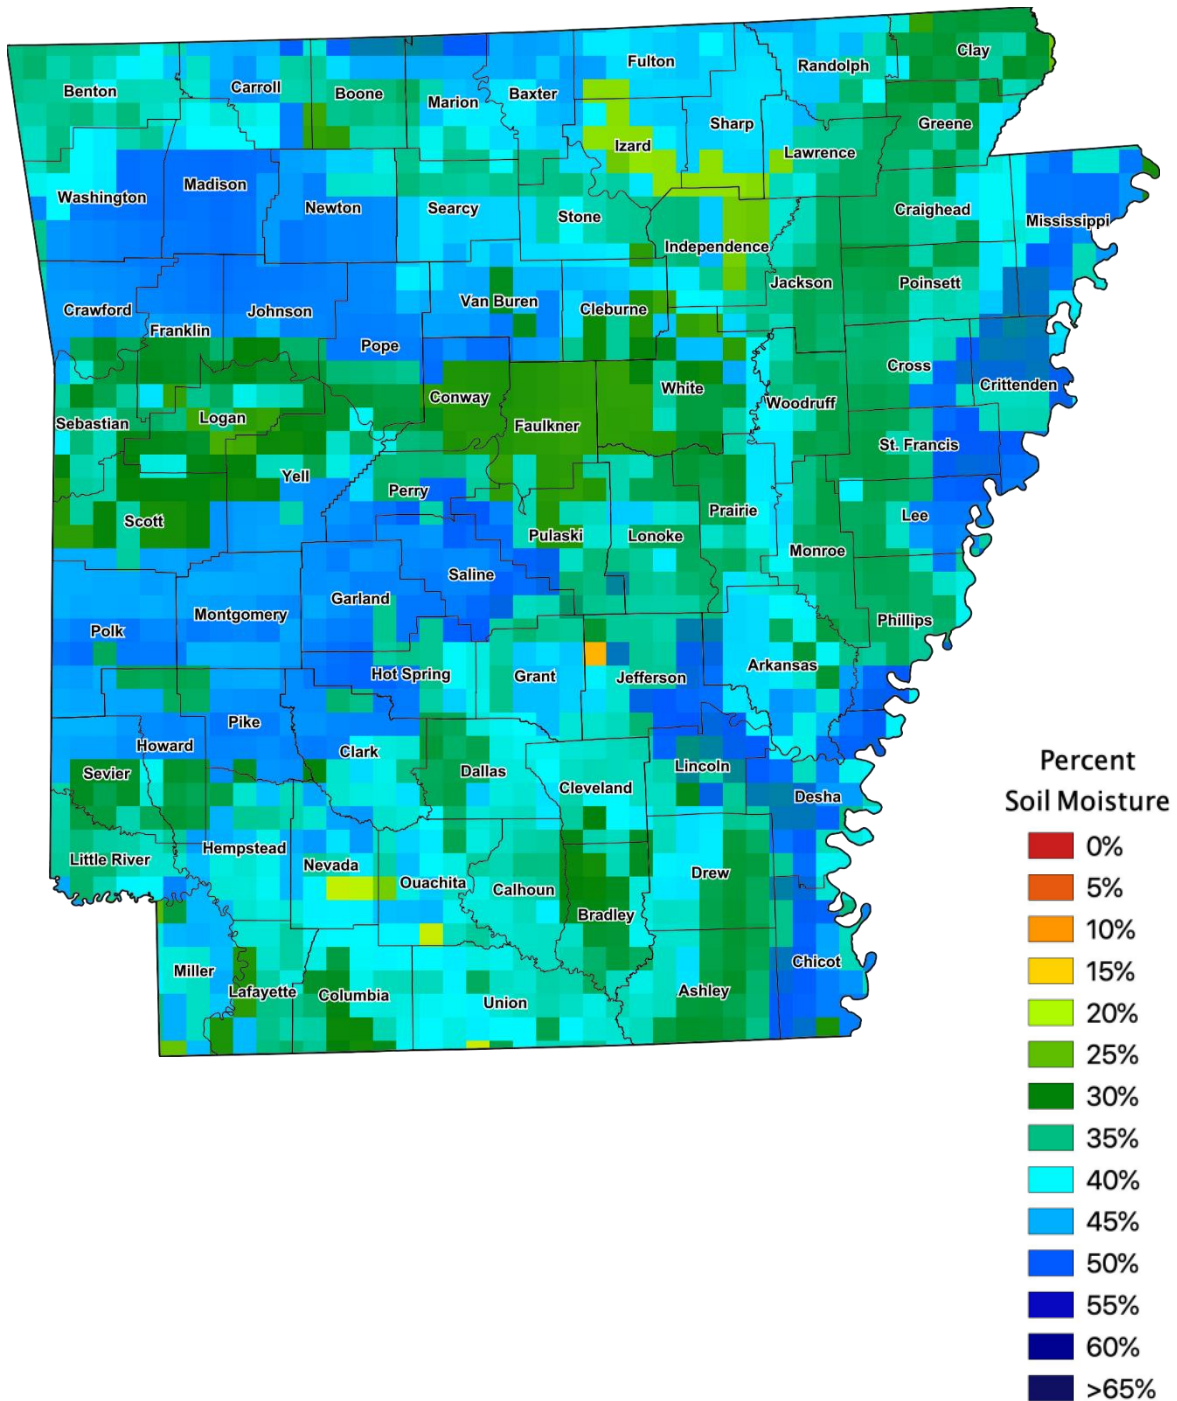 Clay
Fulton
Randolph
Benton
Carroll
Boone
Marion
Baxter
Sharp
Greene
Izard
Lawrence
Washington
Madison
Newton
Searcy
Stone
Craighead
Mississippi
Independence
Jackson
Poinsett
Crawford
Johnson
Van Buren
Cleburne
Franklin
Pope
Cross
Crittenden
White
Conway
Woodruff
Sebastian
Logan
Faulkner
St. Francis
Yell
Perry
Prairie
Lee
Scott
Pulaski
Lonoke
Monroe
Saline
Garland
Montgomery
Phillips
Polk
Hot Spring
Grant
Jefferson
Arkansas
Pike
Howard
Clark
Sevier
Dallas
Lincoln
Cleveland
Desha
Little River
Hempstead
Nevada
Ouachita
Calhoun
Drew
Bradley
Miller
Lafayette
Columbia
Union
Ashley
Chicot
Percent
Soil Moisture
0%
5%
10%
15%
20%
25%
30%
35%
40%
45%
50%
55%
60%
>65%